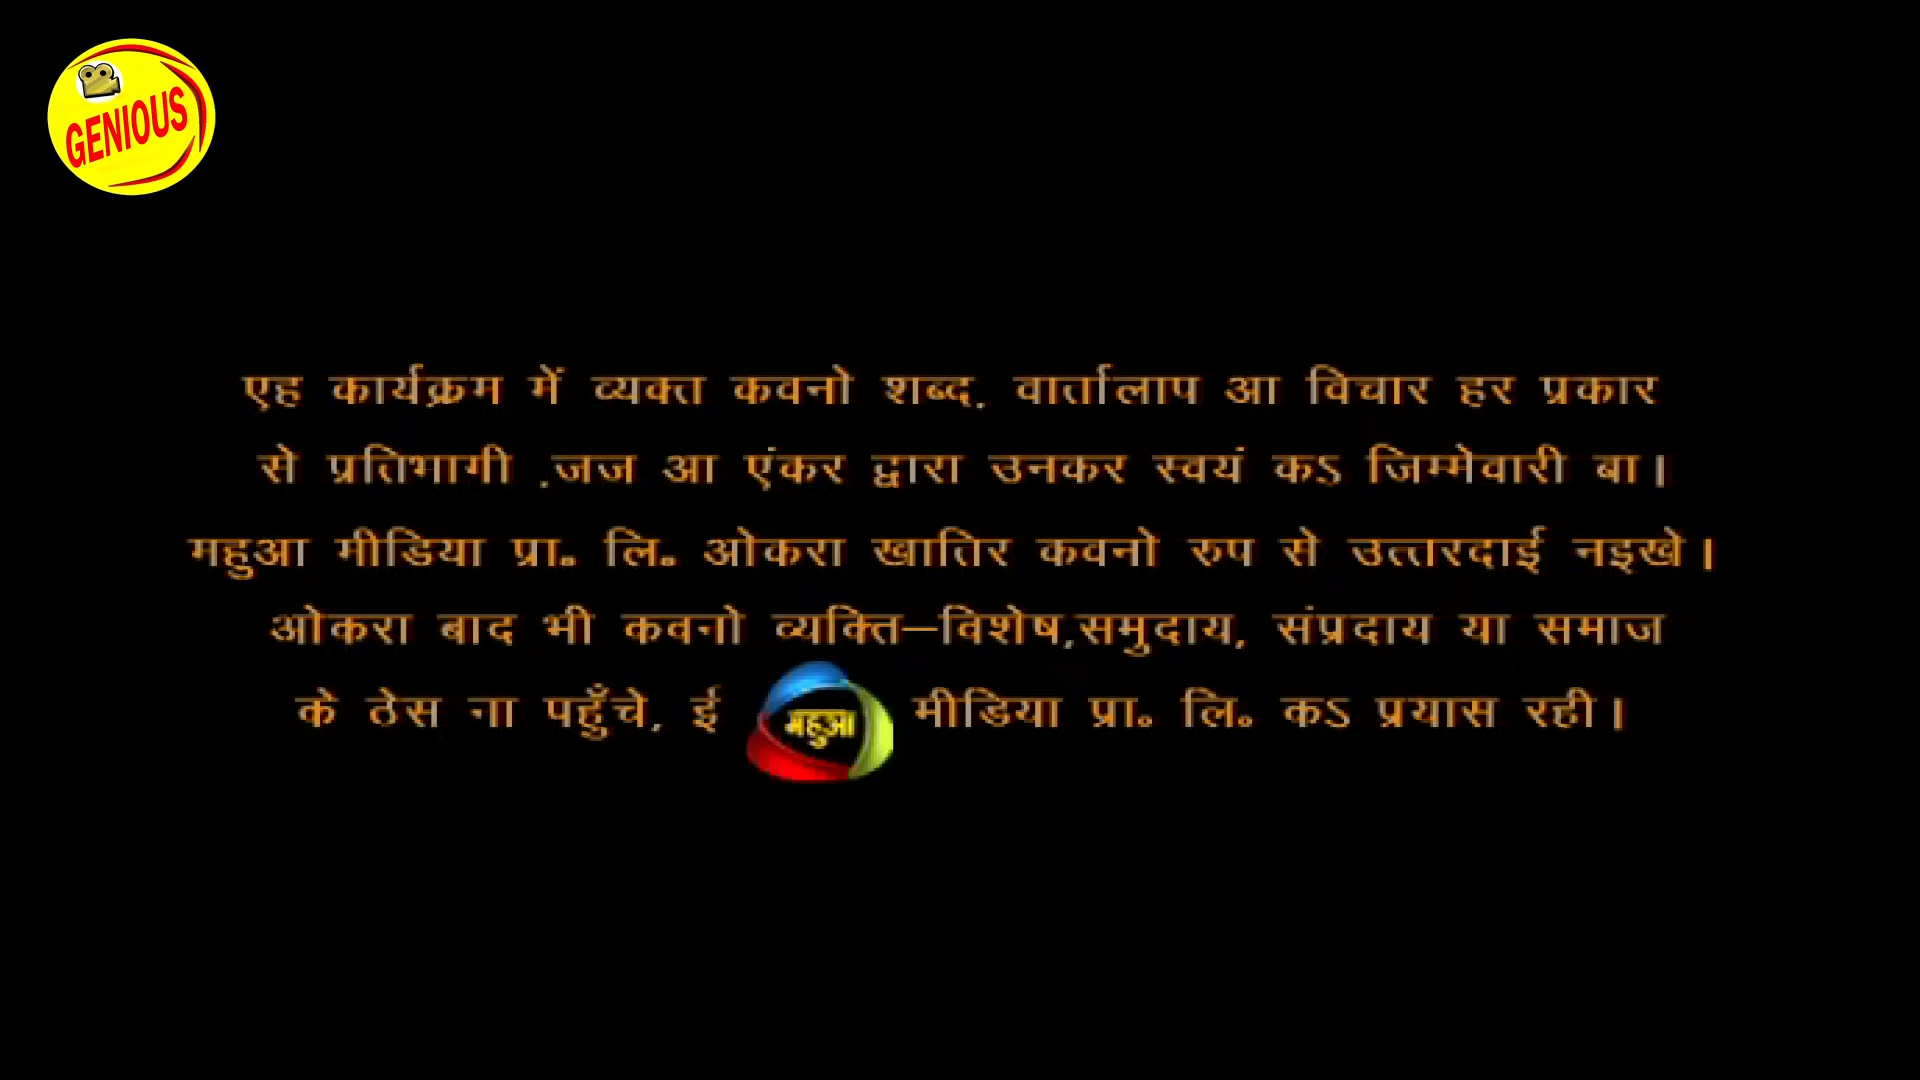 GENIOUS
एह कार्यक्रम में व्यक्त कवनो शब्द, वार्तालाप आ विचार हर प्रकार
से प्रतिभागी ,जज आ एंकर द्वारा उनकर स्वयं कऽ जिम्मेवारी बा।
महुआ मीडिया प्रा॰ लि॰ ओकरा खातिर कवनो रुप से उत्तरदाई नइखे।
ओकरा बाद भी कवनो व्यक्ति–विशेष,समुदाय, संप्रदाय या समाज
के ठेस ना पहुँचे, ई महुआ मीडिया प्रा॰ लि॰ कऽ प्रयास रही।